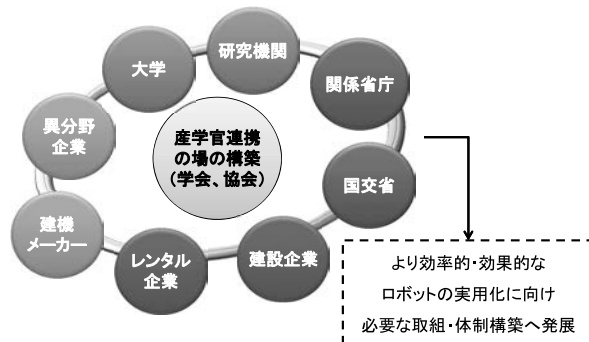 研究機関
大学
関係省庁
異分野
企業
産学官連携
の場の構築
(学会、協会)
国交省
建機
メーカー
レンタル
企業
建設企業
より効率的・効果的な
ロボットの実用化に向け
必要な取組・体制構築へ発展